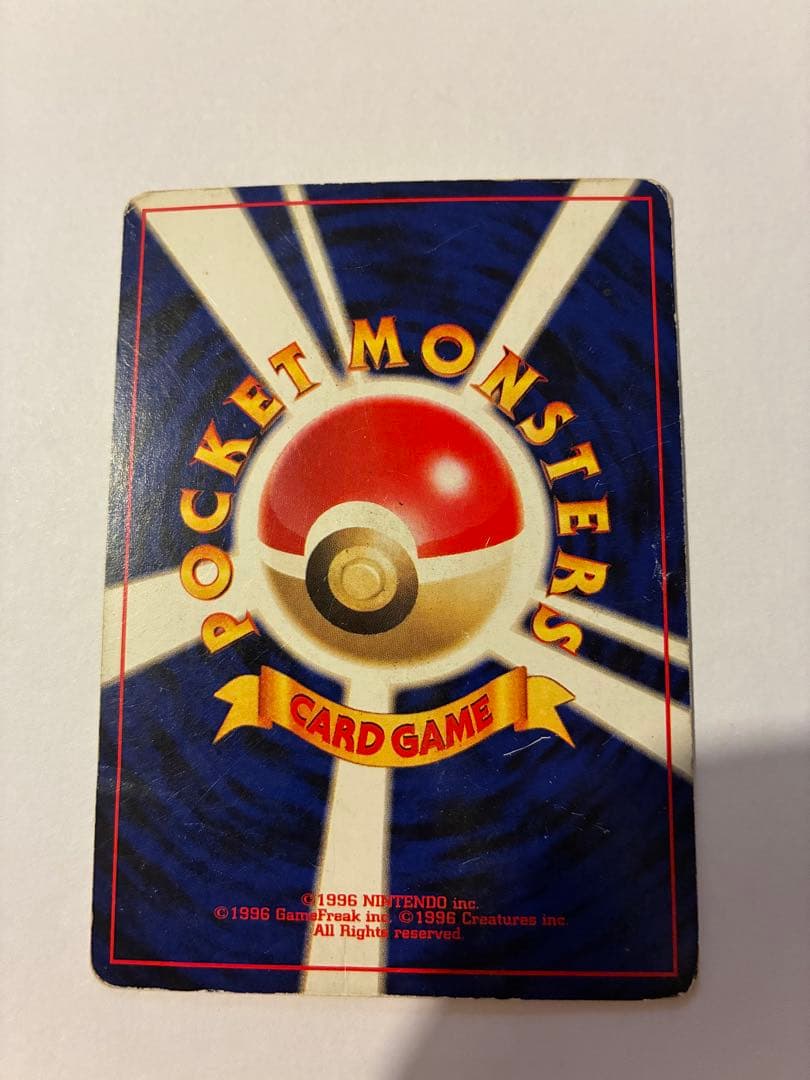 POCKET MONSTERS
CARD GAME
©1996 NINTENDO inc.
©1996 GameFreak inc. ©1996 Creatures inc.
All Rights reserved.